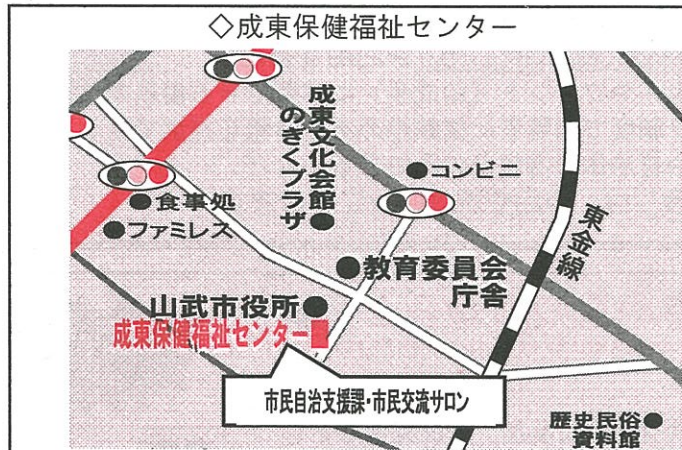 ◇成東保健福祉センター
成東文化会館
のぎくプラザ
コンビニ
食事処
ファミレス
東金線
教育委員会
庁舎
山武市役所
成東保健福祉センター
市民自治支援課・市民交流サロン
歴史民俗
資料館